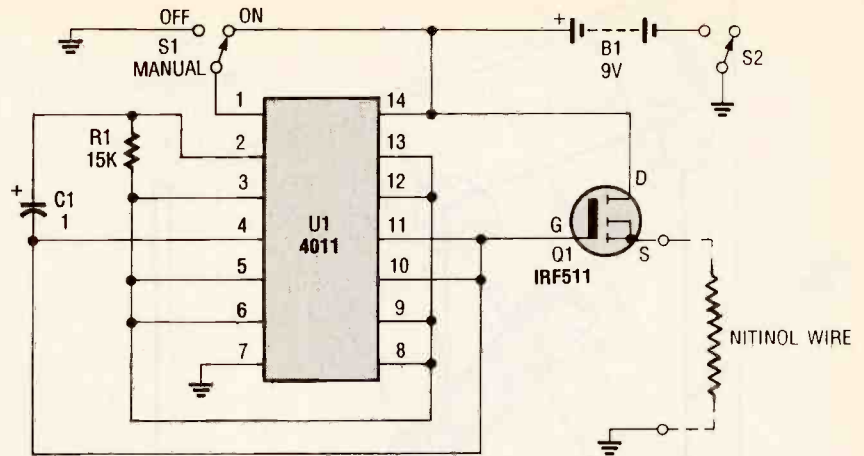 OFF
ON
S1
MANUAL
+
B1
9V
S2
1
14
R1
15K
2
13
+
C1
1
3
12
4
U1
4011
11
5
10
6
9
7
8
D
G
Q1
IRF511
S
NITINOL WIRE